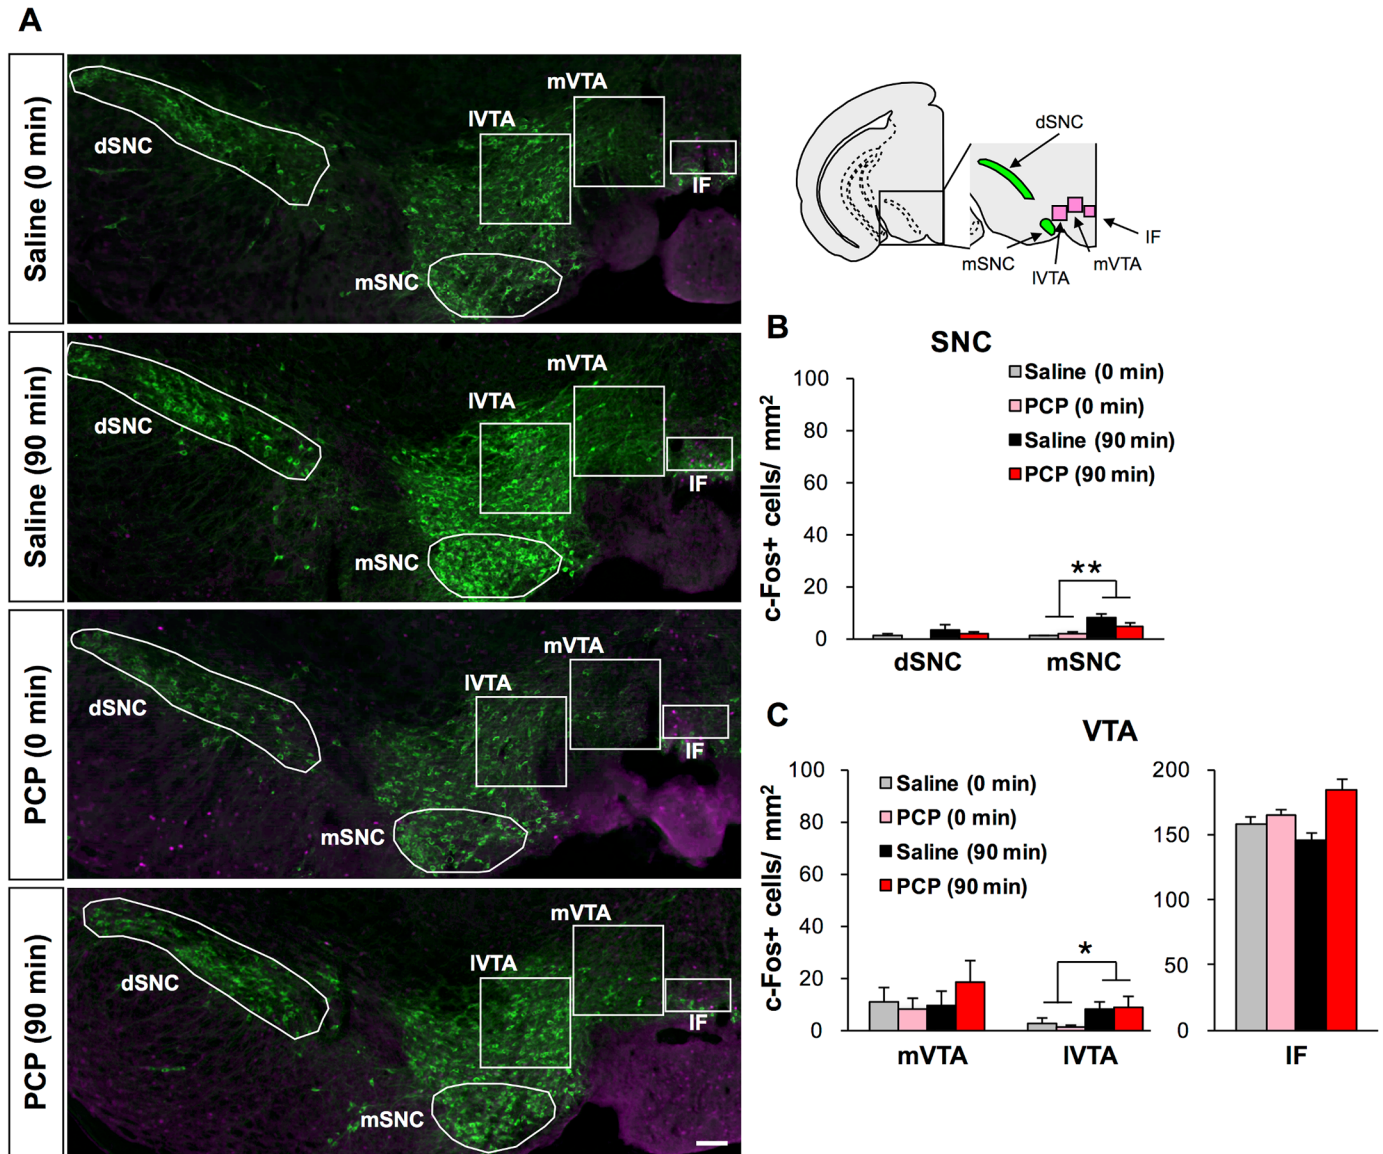 A
Saline (0 min)
dSNC
mSNC
lVTA
mVTA
IF
Saline (90 min)
dSNC
mSNC
lVTA
mVTA
IF
PCP (0 min)
dSNC
mSNC
lVTA
mVTA
IF
PCP (90 min)
dSNC
mSNC
lVTA
mVTA
IF
dSNC
mSNC
lVTA
mVTA
IF
B
SNC
c-Fos+ cells/ mm²
100
80
60
40
20
0
Saline (0 min)
PCP (0 min)
Saline (90 min)
PCP (90 min)
**
dSNC
mSNC
C
VTA
c-Fos+ cells/ mm²
100
80
60
40
20
0
Saline (0 min)
PCP (0 min)
Saline (90 min)
PCP (90 min)
*
mVTA
lVTA
200
150
100
50
0
IF